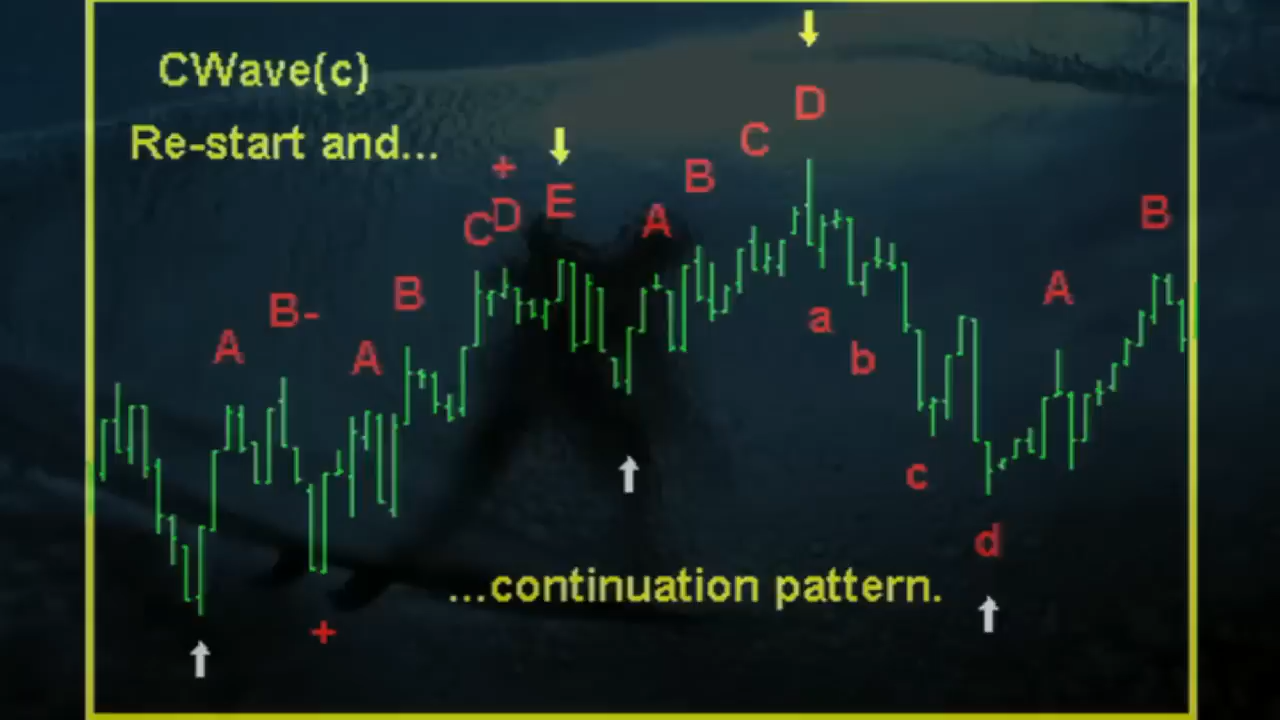 CWave(c)
Re-start and...
D
C
+
B
E
D
C
A
B
B
A
B-
B
a
A
A
b
c
d
...continuation pattern.
+